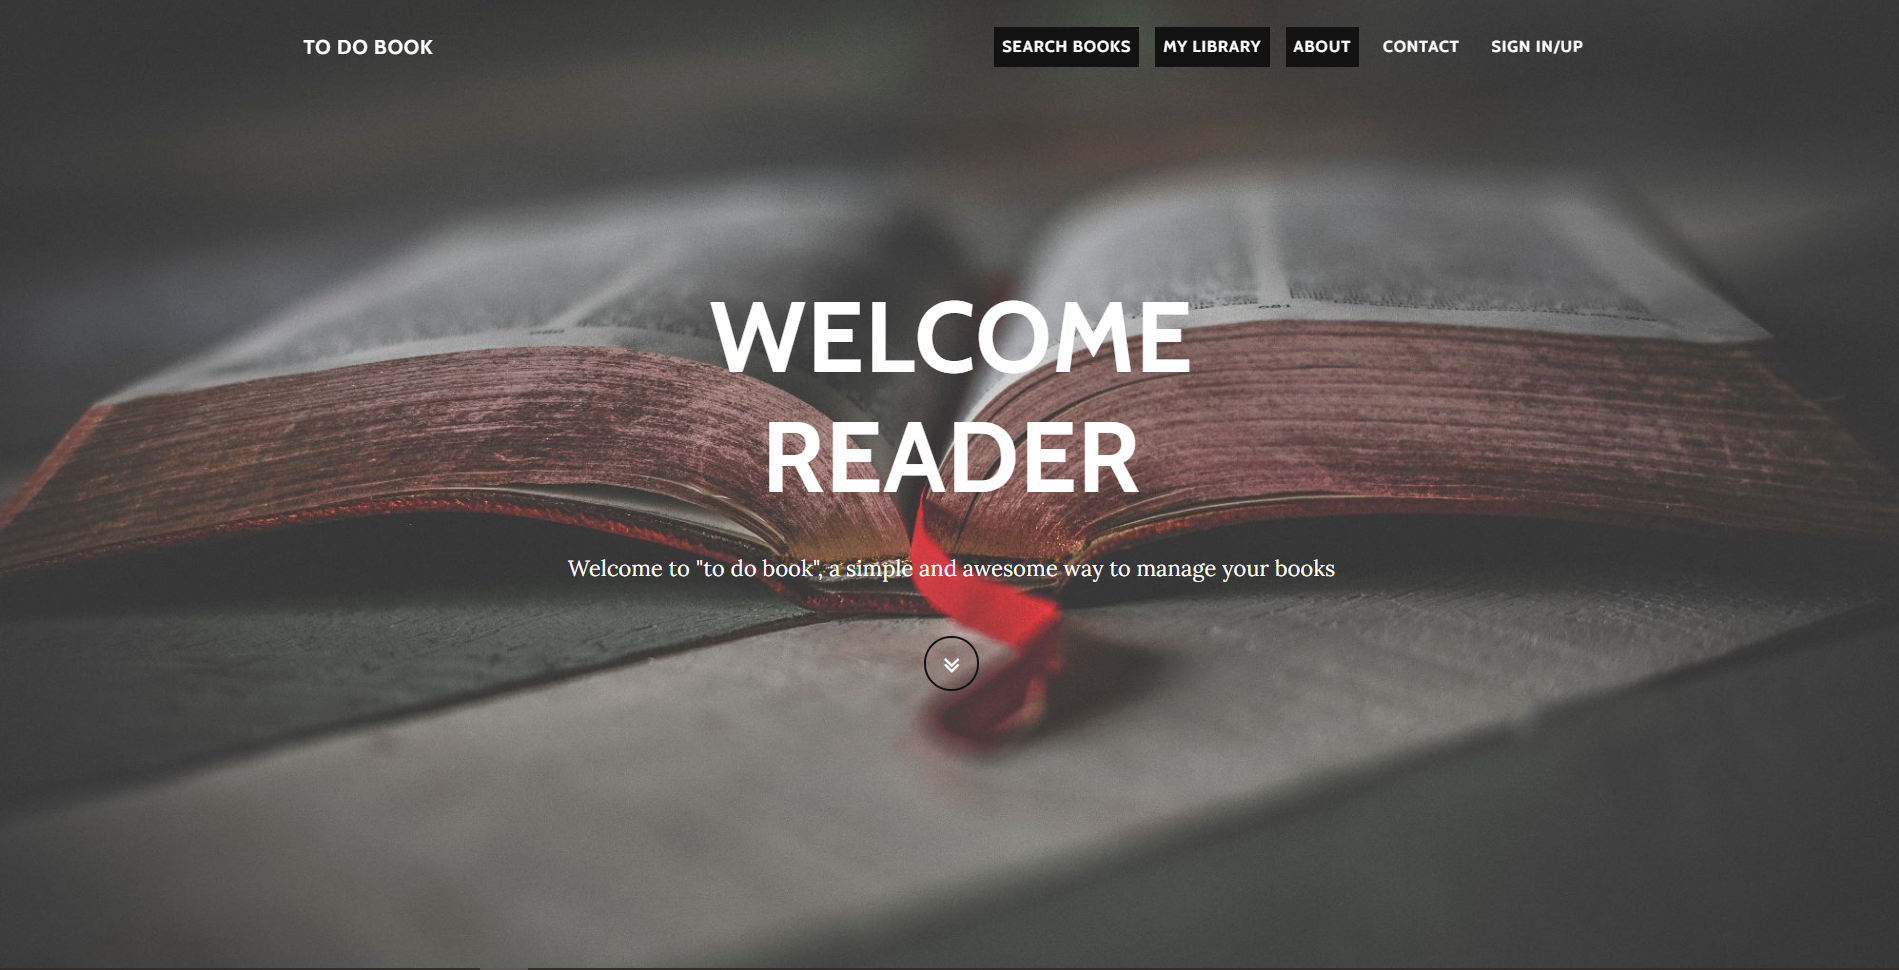 TO DO BOOK
SEARCH BOOKS MY LIBRARY ABOUT CONTACT SIGN IN/UP
WELCOME
READER
Welcome to "to do book", a simple and awesome way to manage your books